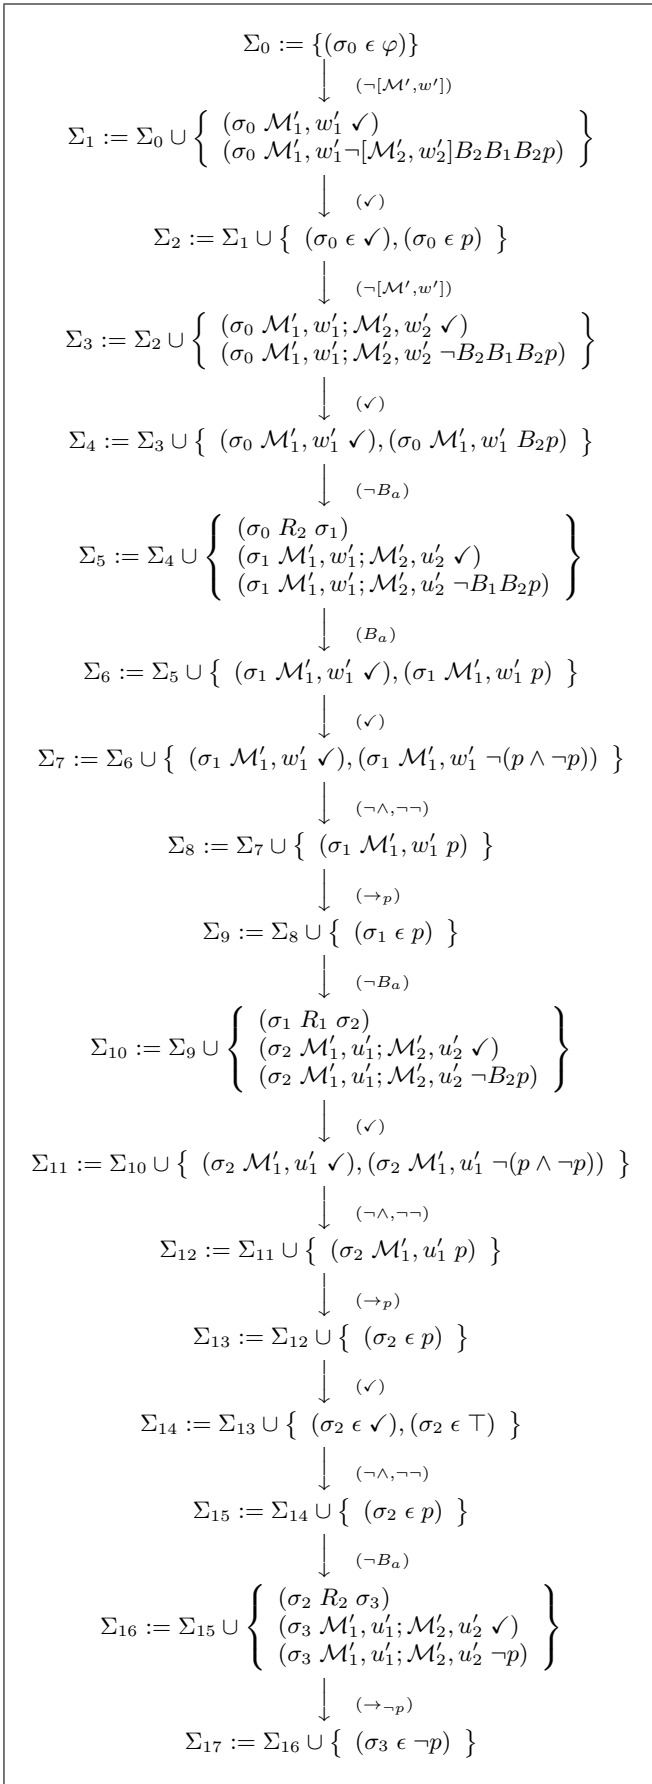 Σ₀ := {(σ₀ ϵ φ)}
(¬[ℳ′,w′])
Σ₁ := Σ₀ ∪ { (σ₀ ℳ′₁, w′₁ ✓)
(σ₀ ℳ′₁, w′₁¬[ℳ′₂, w′₂]B₂B₁B₂p) }
(✓)
Σ₂ := Σ₁ ∪ { (σ₀ ϵ ✓), (σ₀ ϵ p) }
(¬[ℳ′,w′])
Σ₃ := Σ₂ ∪ { (σ₀ ℳ′₁, w′₁; ℳ′₂, w′₂ ✓)
(σ₀ ℳ′₁, w′₁; ℳ′₂, w′₂ ¬B₂B₁B₂p) }
(✓)
Σ₄ := Σ₃ ∪ { (σ₀ ℳ′₁, w′₁ ✓), (σ₀ ℳ′₁, w′₁ B₂p) }
(¬Bₐ)
Σ₅ := Σ₄ ∪ { (σ₀ R₂ σ₁)
(σ₁ ℳ′₁, w′₁; ℳ′₂, u′₂ ✓)
(σ₁ ℳ′₁, w′₁; ℳ′₂, u′₂ ¬B₁B₂p) }
(Bₐ)
Σ₆ := Σ₅ ∪ { (σ₁ ℳ′₁, w′₁ ✓), (σ₁ ℳ′₁, w′₁ p) }
(✓)
Σ₇ := Σ₆ ∪ { (σ₁ ℳ′₁, w′₁ ✓), (σ₁ ℳ′₁, w′₁ ¬(p ∧ ¬p)) }
(¬∧,¬¬)
Σ₈ := Σ₇ ∪ { (σ₁ ℳ′₁, w′₁ p) }
(→ₚ)
Σ₉ := Σ₈ ∪ { (σ₁ ϵ p) }
(¬Bₐ)
Σ₁₀ := Σ₉ ∪ { (σ₁ R₁ σ₂)
(σ₂ ℳ′₁, u′₁; ℳ′₂, u′₂ ✓)
(σ₂ ℳ′₁, u′₁; ℳ′₂, u′₂ ¬B₂p) }
(✓)
Σ₁₁ := Σ₁₀ ∪ { (σ₂ ℳ′₁, u′₁ ✓), (σ₂ ℳ′₁, u′₁ ¬(p ∧ ¬p)) }
(¬∧,¬¬)
Σ₁₂ := Σ₁₁ ∪ { (σ₂ ℳ′₁, u′₁ p) }
(→ₚ)
Σ₁₃ := Σ₁₂ ∪ { (σ₂ ϵ p) }
(✓)
Σ₁₄ := Σ₁₃ ∪ { (σ₂ ϵ ✓), (σ₂ ϵ ⊤) }
(¬∧,¬¬)
Σ₁₅ := Σ₁₄ ∪ { (σ₂ ϵ p) }
(¬Bₐ)
Σ₁₆ := Σ₁₅ ∪ { (σ₂ R₂ σ₃)
(σ₃ ℳ′₁, u′₁; ℳ′₂, u′₂ ✓)
(σ₃ ℳ′₁, u′₁; ℳ′₂, u′₂ ¬p) }
(→¬ₚ)
Σ₁₇ := Σ₁₆ ∪ { (σ₃ ϵ ¬p) }